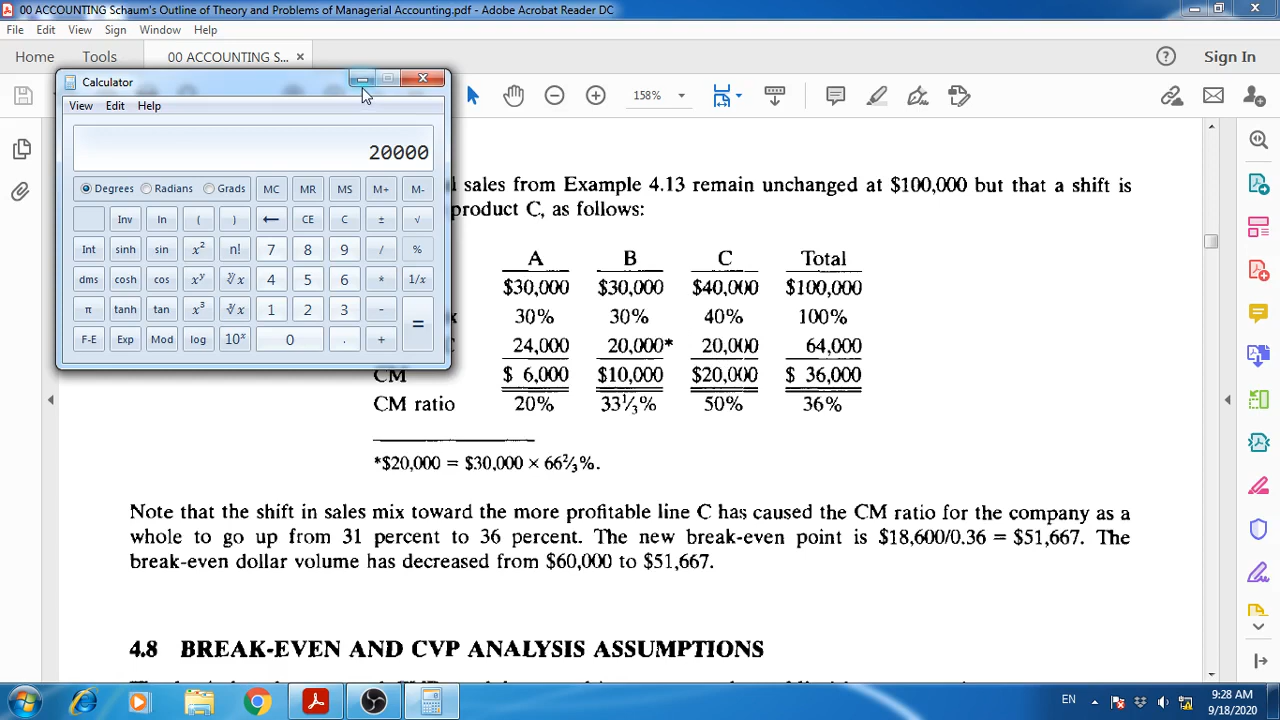 00 ACCOUNTING Schaum's Outline of Theory and Problems of Managerial Accounting.pdf - Adobe Acrobat Reader DC
File Edit View Sign Window Help
Home Tools 00 ACCOUNTING S... × Sign In
158%
Calculator
View Edit Help
20000
Degrees Radians Grads MC MR MS M+ M-
Inv ln ( ) ← CE C ± √
Int sinh sin x² n! 7 8 9 / %
dms cosh cos xʸ ʸ√x 4 5 6 * 1/x
π tanh tan x³ ³√x 1 2 3 - =
F-E Exp Mod log 10ˣ 0 . +
sales from Example 4.13 remain unchanged at $100,000 but that a shift is
product C, as follows:
A B C Total
$30,000 $30,000 $40,000 $100,000
30% 30% 40% 100%
24,000 20,000* 20,000 64,000
CM $ 6,000 $10,000 $20,000 $ 36,000
CM ratio 20% 33⅓% 50% 36%
*$20,000 = $30,000 × 66⅔%.
Note that the shift in sales mix toward the more profitable line C has caused the CM ratio for the company as a
whole to go up from 31 percent to 36 percent. The new break-even point is $18,600/0.36 = $51,667. The
break-even dollar volume has decreased from $60,000 to $51,667.
4.8 BREAK-EVEN AND CVP ANALYSIS ASSUMPTIONS
EN 9:28 AM
9/18/2020